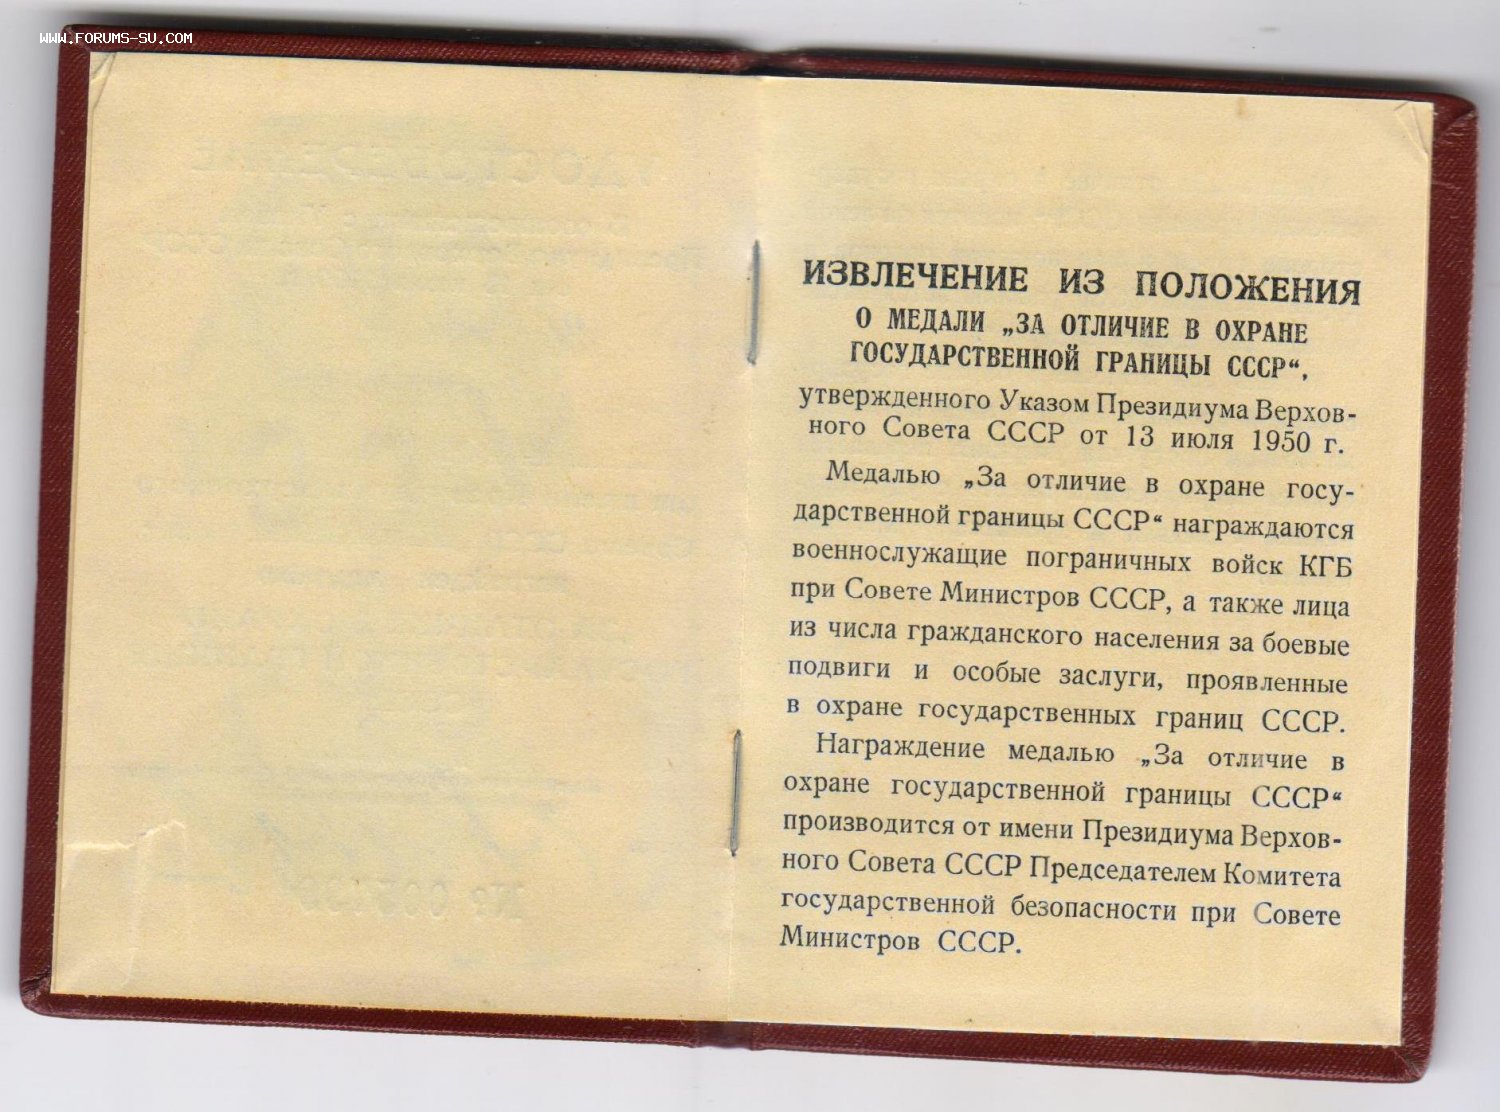 WWW.FORUMS-SU.COM
ИЗВЛЕЧЕНИЕ ИЗ ПОЛОЖЕНИЯ
О МЕДАЛИ „ЗА ОТЛИЧИЕ В ОХРАНЕ
ГОСУДАРСТВЕННОЙ ГРАНИЦЫ СССР“,
утвержденного Указом Президиума Верхов-
ного Совета СССР от 13 июля 1950 г.
Медалью „За отличие в охране госу-
дарственной границы СССР“ награждаются
военнослужащие пограничных войск КГБ
при Совете Министров СССР, а также лица
из числа гражданского населения за боевые
подвиги и особые заслуги, проявленные
в охране государственных границ СССР.
Награждение медалью „За отличие в
охране государственной границы СССР“
производится от имени Президиума Верхов-
ного Совета СССР Председателем Комитета
государственной безопасности при Совете
Министров СССР.